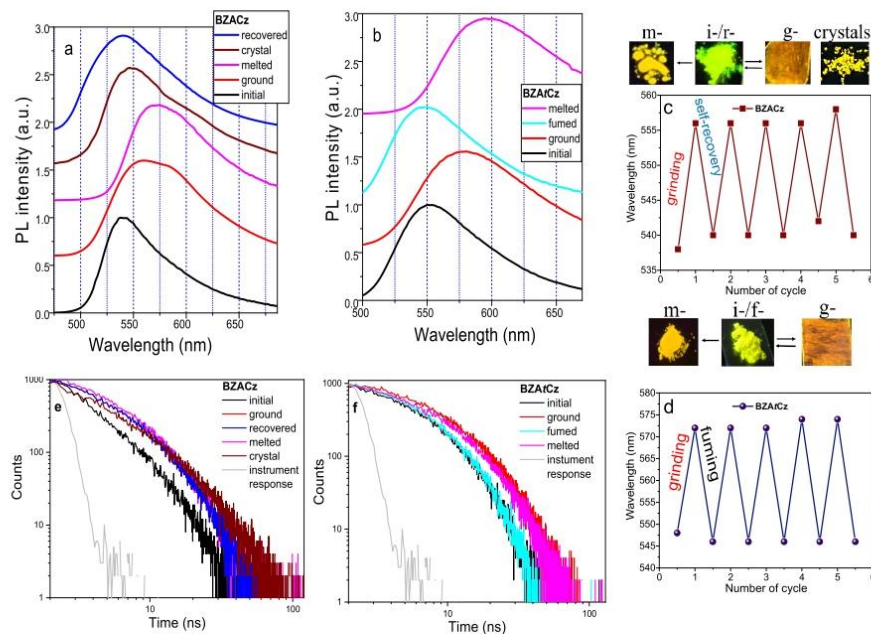 a
BZACz
recovered
crystal
melted
ground
initial
3.0
2.5
2.0
1.5
1.0
0.5
0.0
PL intensity (a.u.)
500 550 600 650
Wavelength (nm)
b
BZAtCz
melted
fumed
ground
initial
3.0
2.5
2.0
1.5
1.0
0.5
0.0
PL intensity (a.u.)
500 550 600 650
Wavelength (nm)
m- i-/r- g- crystals
c
BZACz
grinding
self-recovery
560
555
550
545
540
535
Wavelength (nm)
0 1 2 3 4 5 6
Number of cycle
m- i-/f- g-
d
BZAtCz
grinding
fuming
580
575
570
565
560
555
550
545
540
Wavelength (nm)
0 1 2 3 4 5 6
Number of cycle
e
BZACz
initial
ground
recovered
melted
crystal
instrument
response
1000
100
10
1
Counts
10 100
Time (ns)
f
BZAtCz
initial
ground
fumed
melted
instument
response
1000
100
10
1
Counts
10 100
Time (ns)